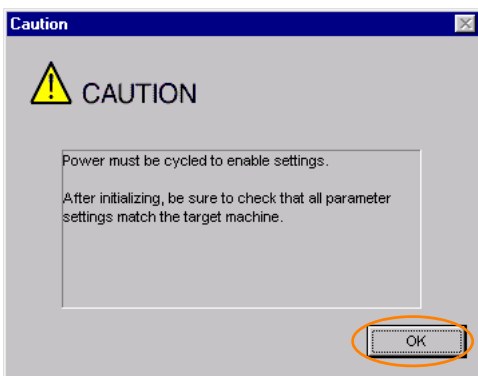 Caution
CAUTION
Power must be cycled to enable settings.
After initializing, be sure to check that all parameter
settings match the target machine.
OK